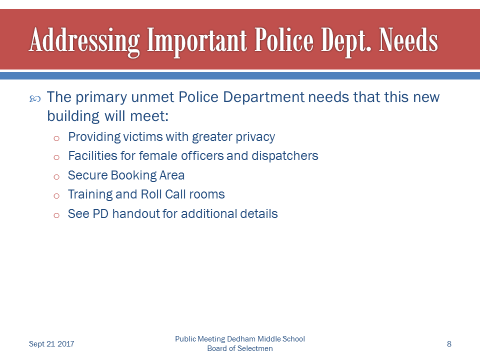 Addressing Important Police Dept. Needs
The primary unmet Police Department needs that this new
building will meet:
Providing victims with greater privacy
Facilities for female officers and dispatchers
Secure Booking Area
Training and Roll Call rooms
See PD handout for additional details
Sept 21 2017
Public Meeting Dedham Middle School
Board of Selectmen
8